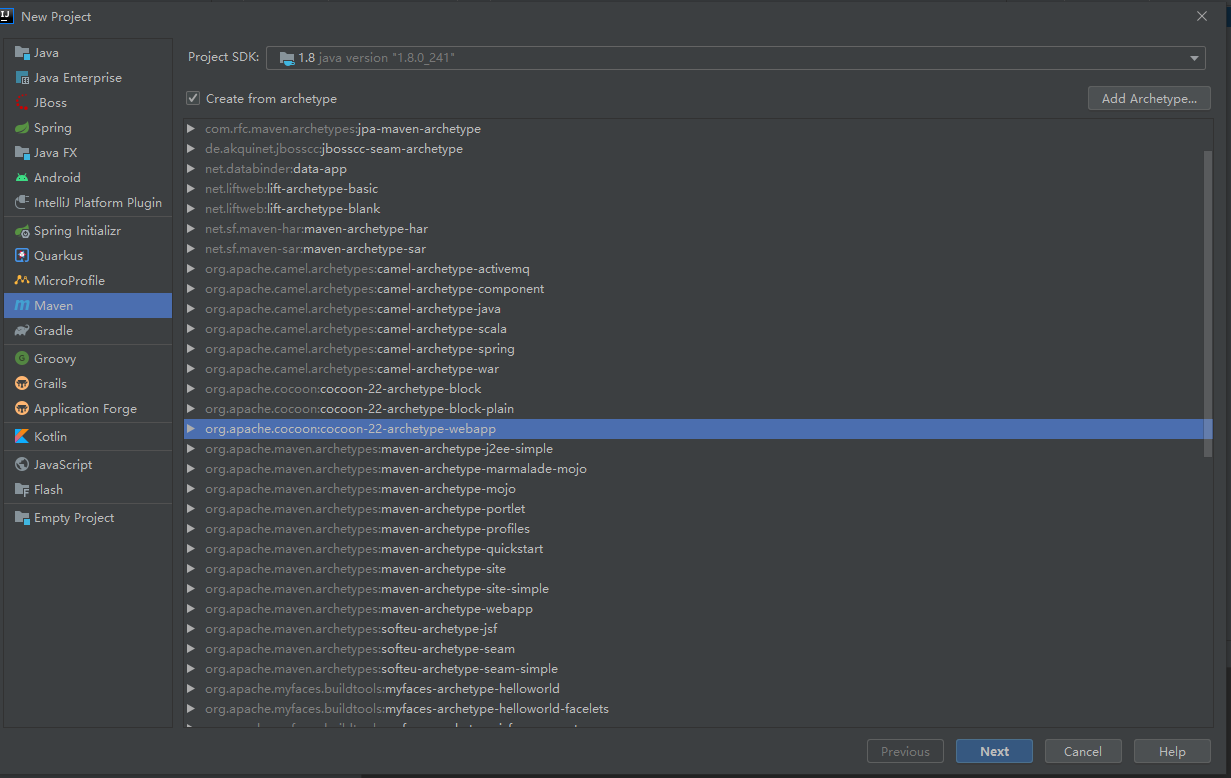 New Project
Java
Java Enterprise
JBoss
Spring
Java FX
Android
IntelliJ Platform Plugin
Spring Initializr
Quarkus
MicroProfile
Maven
Gradle
Groovy
Grails
Application Forge
Kotlin
JavaScript
Flash
Empty Project
Project SDK: 1.8 java version "1.8.0_241"
Create from archetype
Add Archetype...
com.rfc.maven.archetypes:jpa-maven-archetype
de.akquinet.jbosscc:jbosscc-seam-archetype
net.databinder:data-app
net.liftweb:lift-archetype-basic
net.liftweb:lift-archetype-blank
net.sf.maven-har:maven-archetype-har
net.sf.maven-sar:maven-archetype-sar
org.apache.camel.archetypes:camel-archetype-activemq
org.apache.camel.archetypes:camel-archetype-component
org.apache.camel.archetypes:camel-archetype-java
org.apache.camel.archetypes:camel-archetype-scala
org.apache.camel.archetypes:camel-archetype-spring
org.apache.camel.archetypes:camel-archetype-war
org.apache.cocoon:cocoon-22-archetype-block
org.apache.cocoon:cocoon-22-archetype-block-plain
org.apache.cocoon:cocoon-22-archetype-webapp
org.apache.maven.archetypes:maven-archetype-j2ee-simple
org.apache.maven.archetypes:maven-archetype-marmalade-mojo
org.apache.maven.archetypes:maven-archetype-mojo
org.apache.maven.archetypes:maven-archetype-portlet
org.apache.maven.archetypes:maven-archetype-profiles
org.apache.maven.archetypes:maven-archetype-quickstart
org.apache.maven.archetypes:maven-archetype-site
org.apache.maven.archetypes:maven-archetype-site-simple
org.apache.maven.archetypes:maven-archetype-webapp
org.apache.maven.archetypes:softeu-archetype-jsf
org.apache.maven.archetypes:softeu-archetype-seam
org.apache.maven.archetypes:softeu-archetype-seam-simple
org.apache.myfaces.buildtools:myfaces-archetype-helloworld
org.apache.myfaces.buildtools:myfaces-archetype-helloworld-facelets
Previous
Next
Cancel
Help